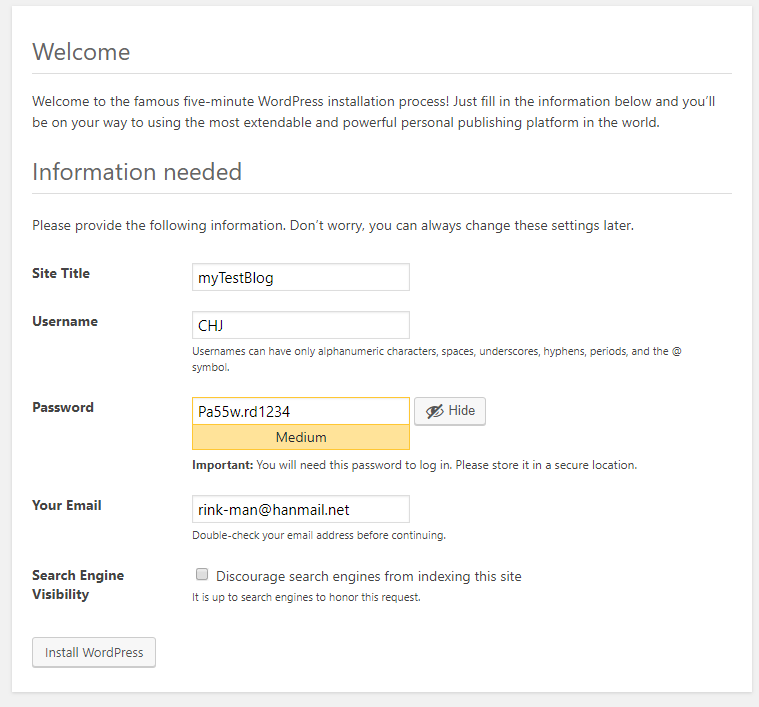 Welcome
Welcome to the famous five-minute WordPress installation process! Just fill in the information below and you’ll
be on your way to using the most extendable and powerful personal publishing platform in the world.
Information needed
Please provide the following information. Don’t worry, you can always change these settings later.
Site Title
myTestBlog
Username
CHJ
Usernames can have only alphanumeric characters, spaces, underscores, hyphens, periods, and the @
symbol.
Password
Pa55w.rd1234
Hide
Medium
Important: You will need this password to log in. Please store it in a secure location.
Your Email
rink-man@hanmail.net
Double-check your email address before continuing.
Search Engine
Visibility
Discourage search engines from indexing this site
It is up to search engines to honor this request.
Install WordPress